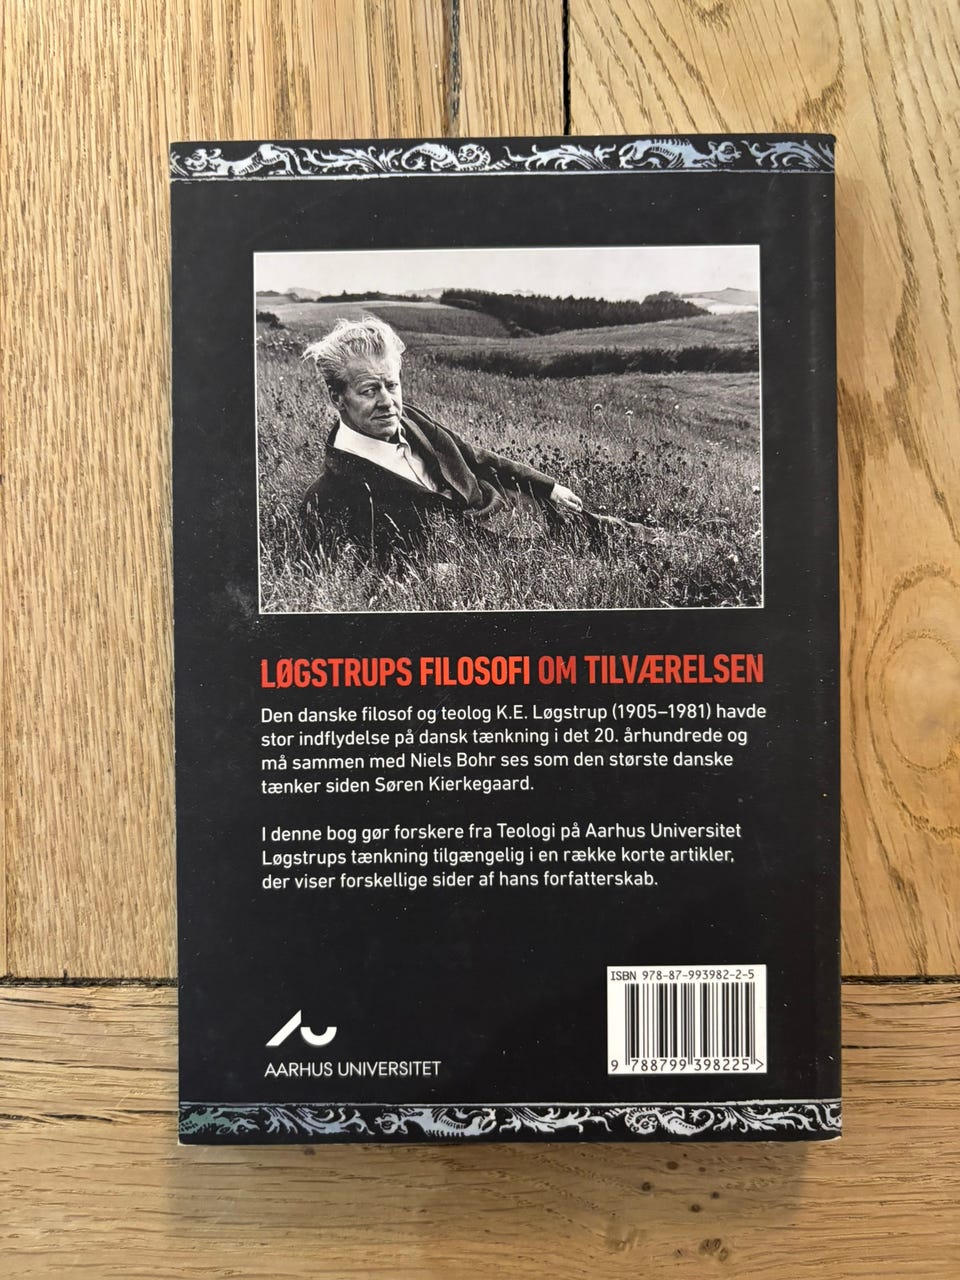 LØGSTRUPS FILOSOFI OM TILVÆRELSEN
Den danske filosof og teolog K.E. Løgstrup (1905–1981) havde
stor indflydelse på dansk tænkning i det 20. århundrede og
må sammen med Niels Bohr ses som den største danske
tænker siden Søren Kierkegaard.
I denne bog gør forskere fra Teologi på Aarhus Universitet
Løgstrups tænkning tilgængelig i en række korte artikler,
der viser forskellige sider af hans forfatterskab.
ISBN 978-87-993982-2-5
9 788799 398225 >
AARHUS UNIVERSITET